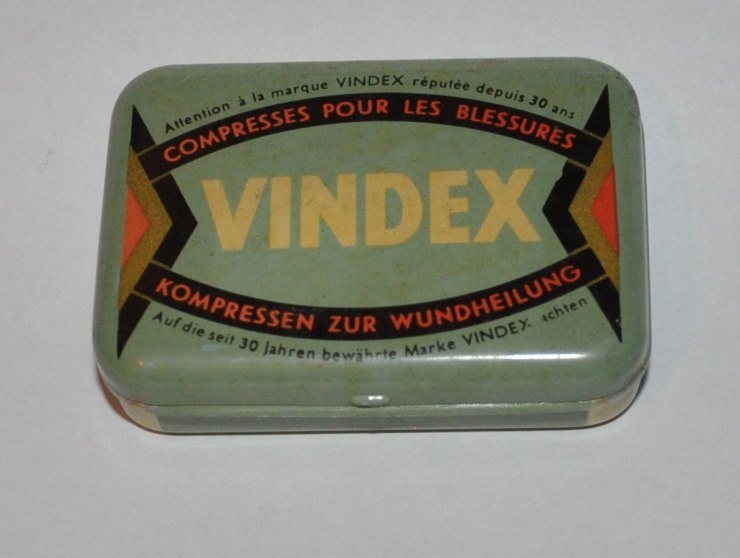 Attention à la marque VINDEX réputée depuis 30 ans
COMPRESSES POUR LES BLESSURES
VINDEX
KOMPRESSEN ZUR WUNDHEILUNG
Auf die seit 30 Jahren bewährte Marke VINDEX achten